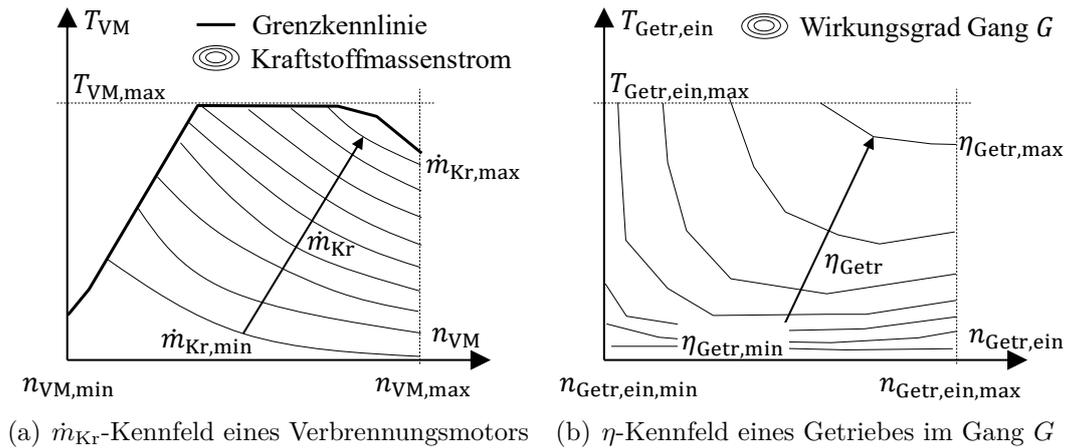 T_VM
Grenzkennlinie
Kraftstoffmassenstrom
T_VM,max
ṁ_Kr,max
ṁ_Kr
ṁ_Kr,min
n_VM
n_VM,min
n_VM,max
(a) ṁ_Kr-Kennfeld eines Verbrennungsmotors
T_Getr,ein
Wirkungsgrad Gang G
T_Getr,ein,max
η_Getr,max
η_Getr
η_Getr,min
n_Getr,ein
n_Getr,ein,min
n_Getr,ein,max
(b) η-Kennfeld eines Getriebes im Gang G